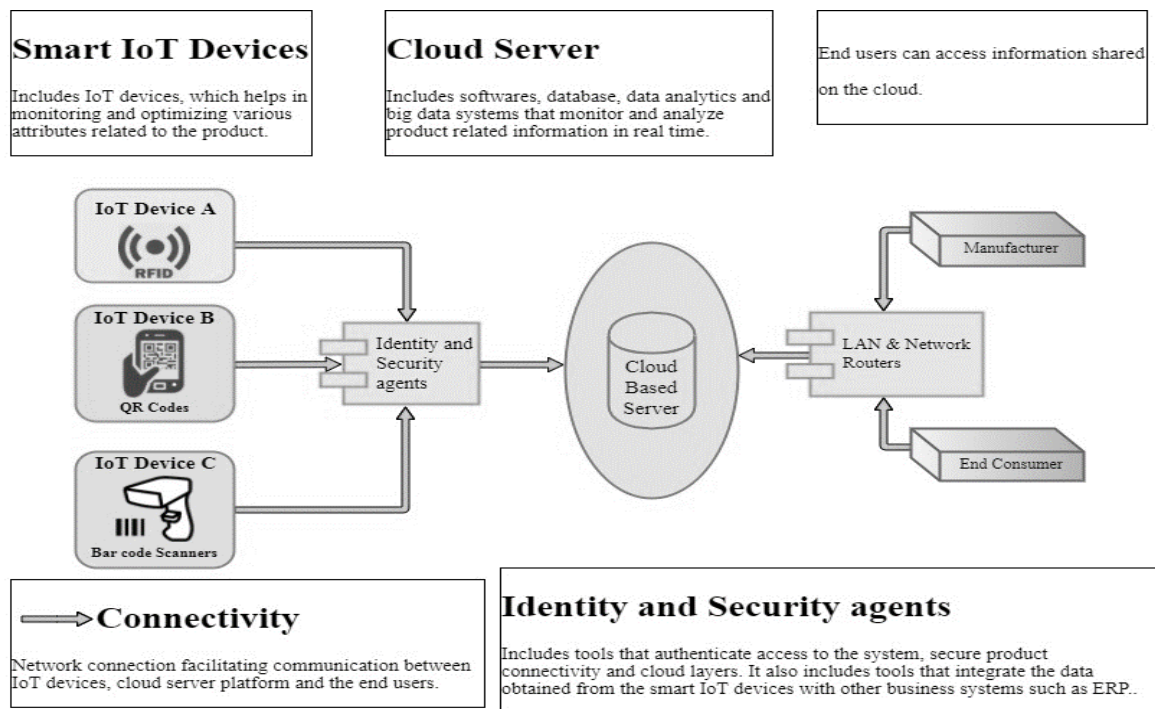 Smart IoT Devices
Includes IoT devices, which helps in
monitoring and optimizing various
attributes related to the product.
Cloud Server
Includes softwares, database, data analytics and
big data systems that monitor and analyze
product related information in real time.
End users can access information shared
on the cloud.
IoT Device A
RFID
IoT Device B
QR Codes
IoT Device C
Bar code Scanners
Identity and
Security
agents
Cloud
Based
Server
LAN & Network
Routers
Manufacturer
End Consumer
Connectivity
Network connection facilitating communication between
IoT devices, cloud server platform and the end users.
Identity and Security agents
Includes tools that authenticate access to the system, secure product
connectivity and cloud layers. It also includes tools that integrate the data
obtained from the smart IoT devices with other business systems such as ERP..